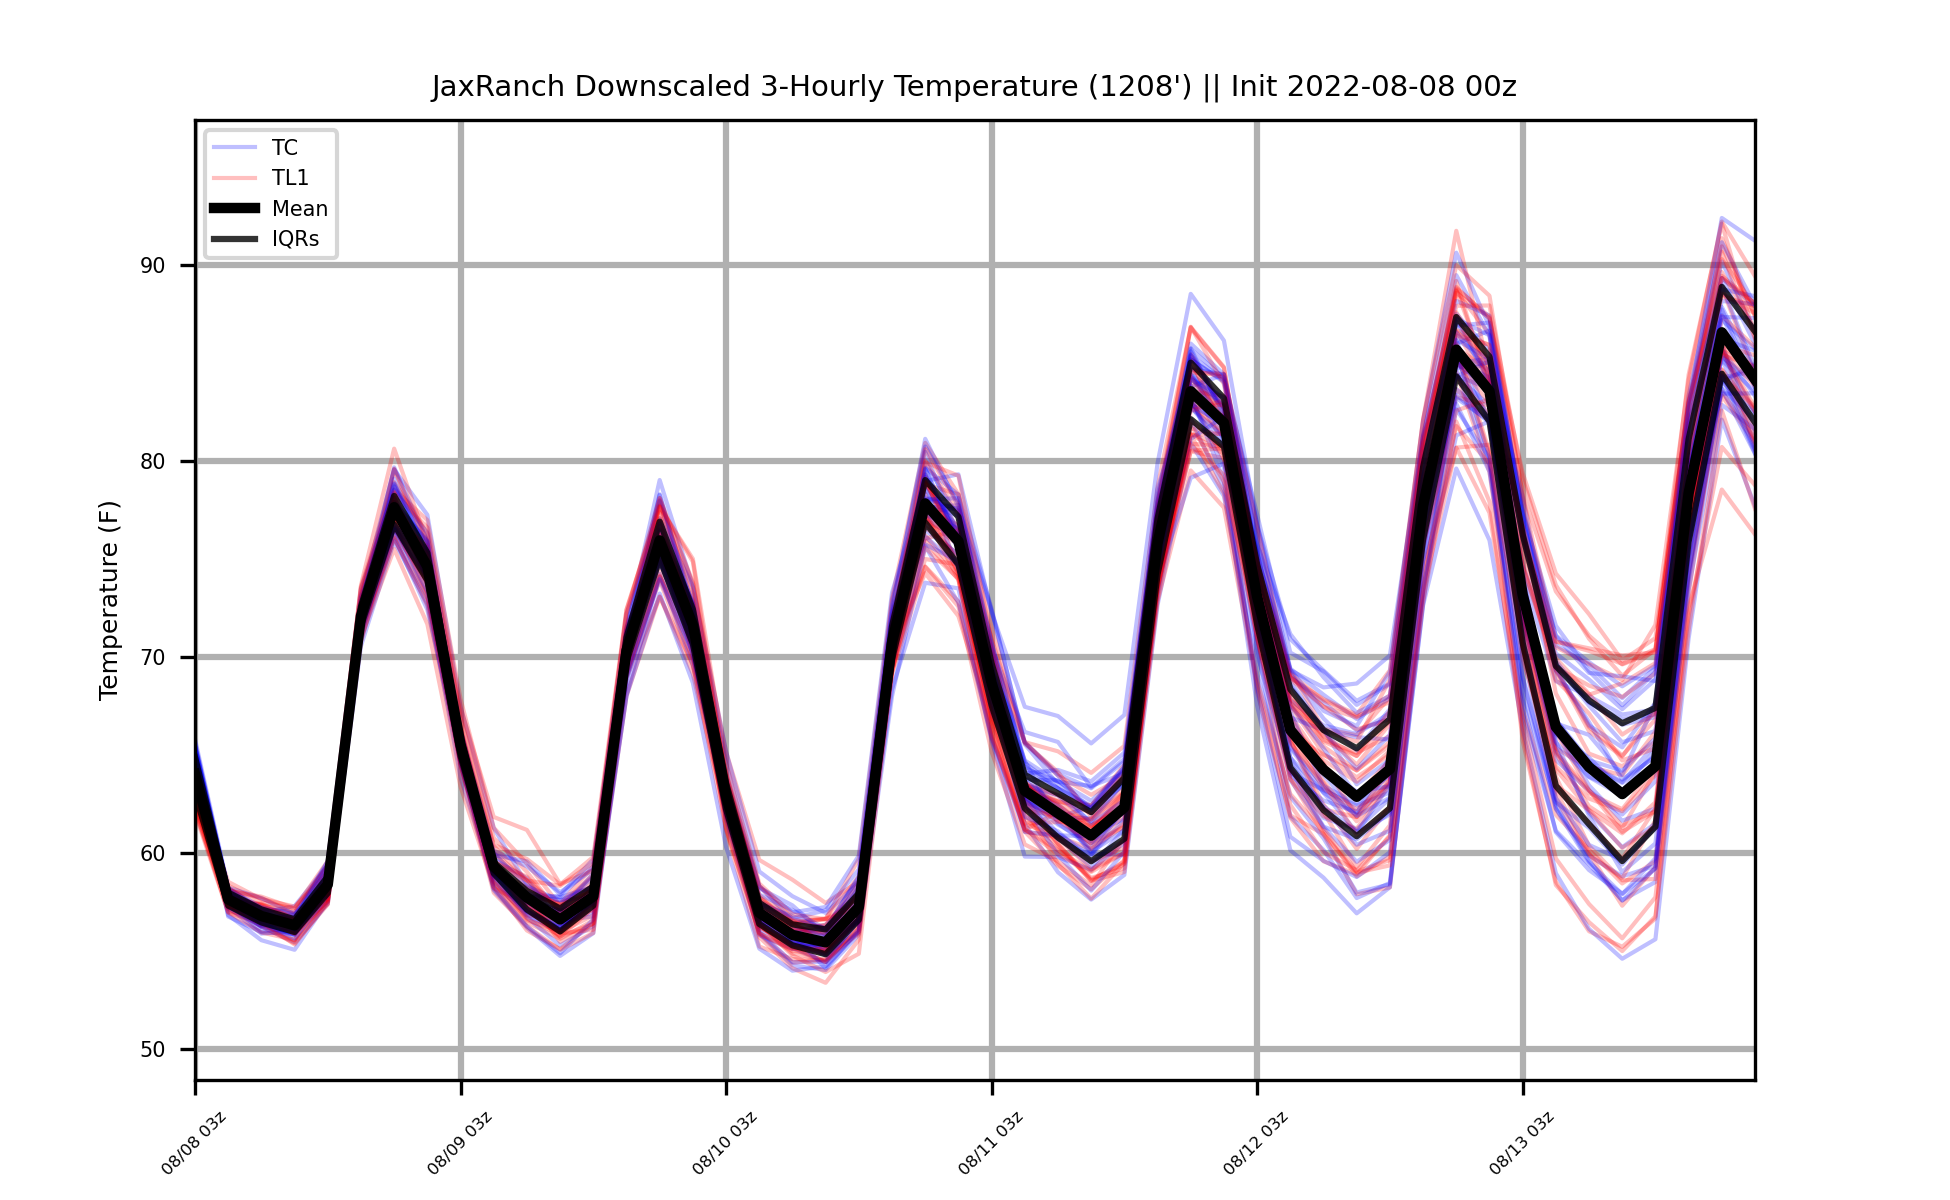 JaxRanch Downscaled 3-Hourly Temperature (1208') || Init 2022-08-08 00z
TC
TL1
Mean
IQRs
Temperature (F)
90
80
70
60
50
08/08 03z
08/09 03z
08/10 03z
08/11 03z
08/12 03z
08/13 03z